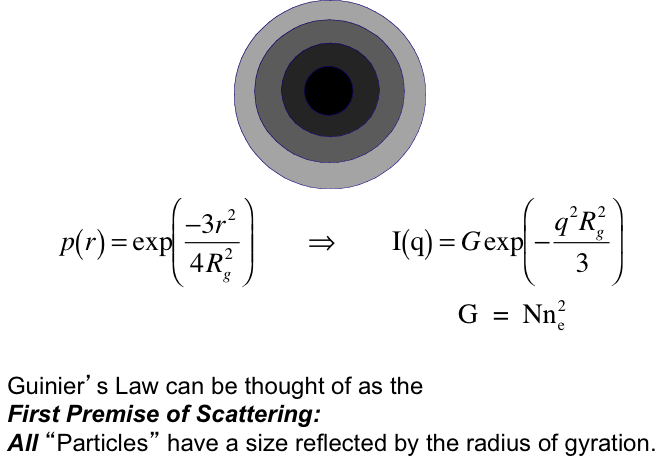 p(r) = exp(−3r²/4R_g²) ⇒ I(q) = G exp(−q²R_g²/3)
G = Nn_e²
Guinier’s Law can be thought of as the
First Premise of Scattering:
All “Particles” have a size reflected by the radius of gyration.